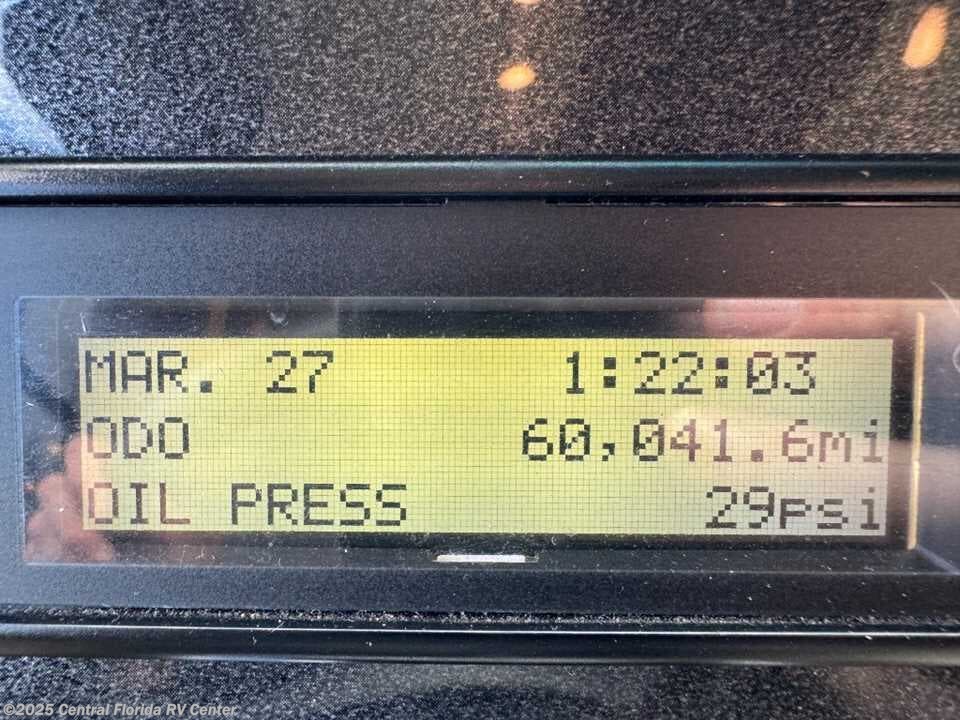 MAR. 27 1:22:03
ODO 60,041.6mi
OIL PRESS 29psi
©2025 Central Florida RV Center